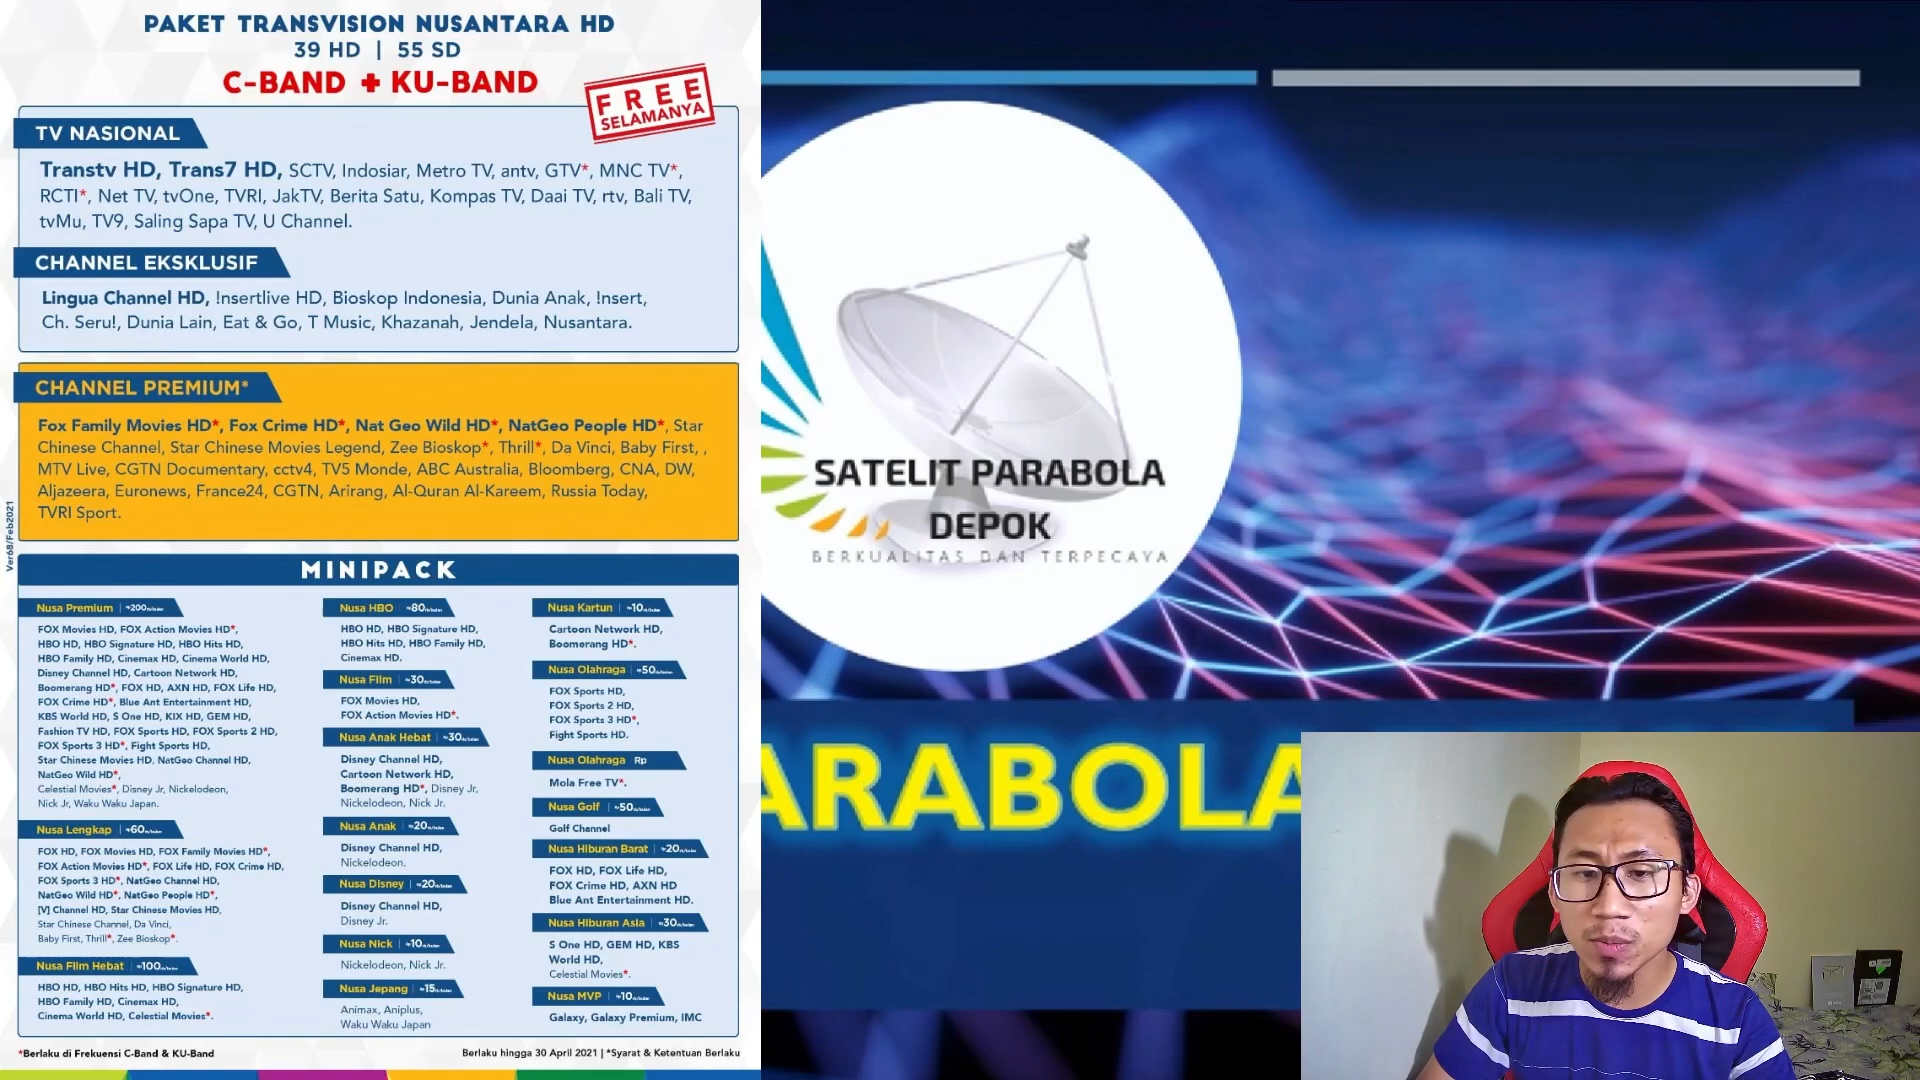 PAKET TRANSVISION NUSANTARA HD
39 HD | 55 SD
C-BAND + KU-BAND
FREE
SELAMANYA
TV NASIONAL
Transtv HD, Trans7 HD, SCTV, Indosiar, Metro TV, antv, GTV*, MNC TV*,
RCTI*, Net TV, tvOne, TVRI, JakTV, Berita Satu, Kompas TV, Daai TV, rtv, Bali TV,
tvMu, TV9, Saling Sapa TV, U Channel.
CHANNEL EKSKLUSIF
Lingua Channel HD, !nsertlive HD, Bioskop Indonesia, Dunia Anak, !nsert,
Ch. Seru!, Dunia Lain, Eat & Go, T Music, Khazanah, Jendela, Nusantara.
CHANNEL PREMIUM*
Fox Family Movies HD*, Fox Crime HD*, Nat Geo Wild HD*, NatGeo People HD*, Star
Chinese Channel, Star Chinese Movies Legend, Zee Bioskop*, Thrill*, Da Vinci, Baby First, ,
MTV Live, CGTN Documentary, cctv4, TV5 Monde, ABC Australia, Bloomberg, CNA, DW,
Aljazeera, Euronews, France24, CGTN, Arirang, Al-Quran Al-Kareem, Russia Today,
TVRI Sport.
Ver68/Feb2021
MINIPACK
Nusa Premium | 200
FOX Movies HD, FOX Action Movies HD*,
HBO HD, HBO Signature HD, HBO Hits HD,
HBO Family HD, Cinemax HD, Cinema World HD,
Disney Channel HD, Cartoon Network HD,
Boomerang HD*, FOX HD, AXN HD, FOX Life HD,
FOX Crime HD*, Blue Ant Entertainment HD,
KBS World HD, S One HD, KIX HD, GEM HD,
Fashion TV HD, FOX Sports HD, FOX Sports 2 HD,
FOX Sports 3 HD*, Fight Sports HD,
Star Chinese Movies HD, NatGeo Channel HD,
NatGeo Wild HD*,
Celestial Movies*, Disney Jr, Nickelodeon,
Nick Jr, Waku Waku Japan.
Nusa Lengkap | 60
FOX HD, FOX Movies HD, FOX Family Movies HD*,
FOX Action Movies HD*, FOX Life HD, FOX Crime HD,
FOX Sports 3 HD*, NatGeo Channel HD,
NatGeo Wild HD*, NatGeo People HD*,
[V] Channel HD, Star Chinese Movies HD,
Star Chinese Channel, Da Vinci,
Baby First, Thrill*, Zee Bioskop*.
Nusa Film Hebat | 100
HBO HD, HBO Hits HD, HBO Signature HD,
HBO Family HD, Cinemax HD,
Cinema World HD, Celestial Movies*.
Nusa HBO 80
HBO HD, HBO Signature HD,
HBO Hits HD, HBO Family HD,
Cinemax HD.
Nusa Film | 30
FOX Movies HD,
FOX Action Movies HD*.
Nusa Anak Hebat | 30
Disney Channel HD,
Cartoon Network HD,
Boomerang HD*, Disney Jr,
Nickelodeon, Nick Jr.
Nusa Anak | 20
Disney Channel HD,
Nickelodeon.
Nusa Disney | 20
Disney Channel HD,
Disney Jr.
Nusa Nick | 10
Nickelodeon, Nick Jr.
Nusa Jepang | 15
Animax, Aniplus,
Waku Waku Japan
Nusa Kartun | 10
Cartoon Network HD,
Boomerang HD*.
Nusa Olahraga | 50
FOX Sports HD,
FOX Sports 2 HD,
FOX Sports 3 HD*,
Fight Sports HD.
Nusa Olahraga Rp
Mola Free TV*.
Nusa Golf | 50
Golf Channel
Nusa Hiburan Barat | 20
FOX HD, FOX Life HD,
FOX Crime HD, AXN HD
Blue Ant Entertainment HD.
Nusa Hiburan Asia | 30
S One HD, GEM HD, KBS
World HD,
Celestial Movies*.
Nusa MVP | 10
Galaxy, Galaxy Premium, IMC
*Berlaku di Frekuensi C-Band & KU-Band
Berlaku hingga 30 April 2021 | *Syarat & Ketentuan Berlaku
SATELIT PARABOLA
DEPOK
BERKUALITAS DAN TERPECAYA
ARABOLA